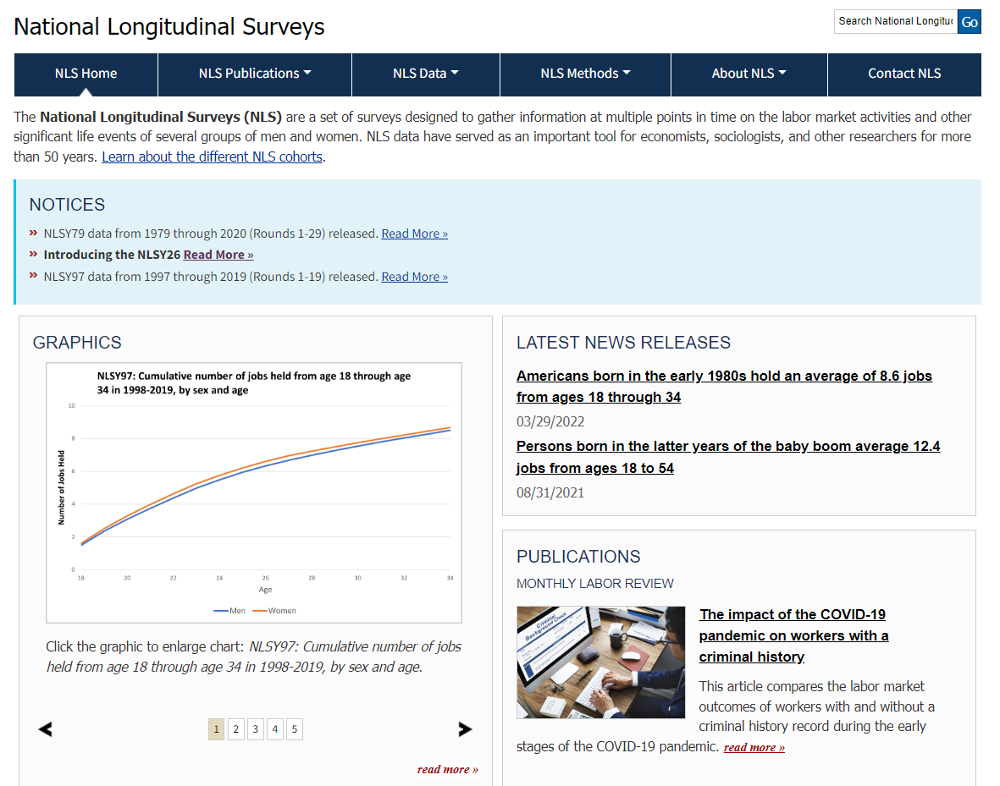 National Longitudinal Surveys
Search National Longitu
Go
NLS Home
NLS Publications
NLS Data
NLS Methods
About NLS
Contact NLS
The National Longitudinal Surveys (NLS) are a set of surveys designed to gather information at multiple points in time on the labor market activities and other
significant life events of several groups of men and women. NLS data have served as an important tool for economists, sociologists, and other researchers for more
than 50 years. Learn about the different NLS cohorts.
NOTICES
» NLSY79 data from 1979 through 2020 (Rounds 1-29) released. Read More »
» Introducing the NLSY26 Read More »
» NLSY97 data from 1997 through 2019 (Rounds 1-19) released. Read More »
GRAPHICS
NLSY97: Cumulative number of jobs held from age 18 through age
34 in 1998-2019, by sex and age
Number of Jobs Held
10
8
6
4
2
0
18 20 22 24 26 28 30 32 34
Age
Men Women
Click the graphic to enlarge chart: NLSY97: Cumulative number of jobs
held from age 18 through age 34 in 1998-2019, by sex and age.
1 2 3 4 5
read more »
LATEST NEWS RELEASES
Americans born in the early 1980s hold an average of 8.6 jobs
from ages 18 through 34
03/29/2022
Persons born in the latter years of the baby boom average 12.4
jobs from ages 18 to 54
08/31/2021
PUBLICATIONS
MONTHLY LABOR REVIEW
Criminal
Background Check
The impact of the COVID-19
pandemic on workers with a
criminal history
This article compares the labor market
outcomes of workers with and without a
criminal history record during the early
stages of the COVID-19 pandemic. read more »